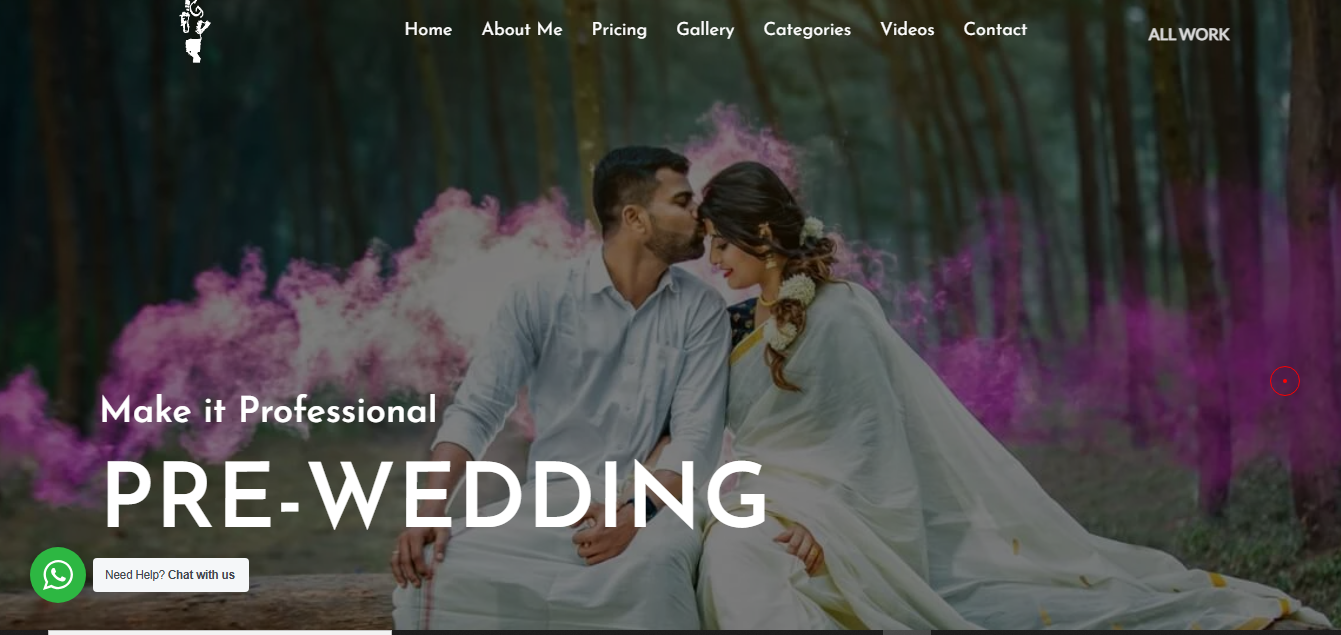 Home About Me Pricing Gallery Categories Videos Contact ALL WORK
Make it Professional
PRE-WEDDING
Need Help? Chat with us